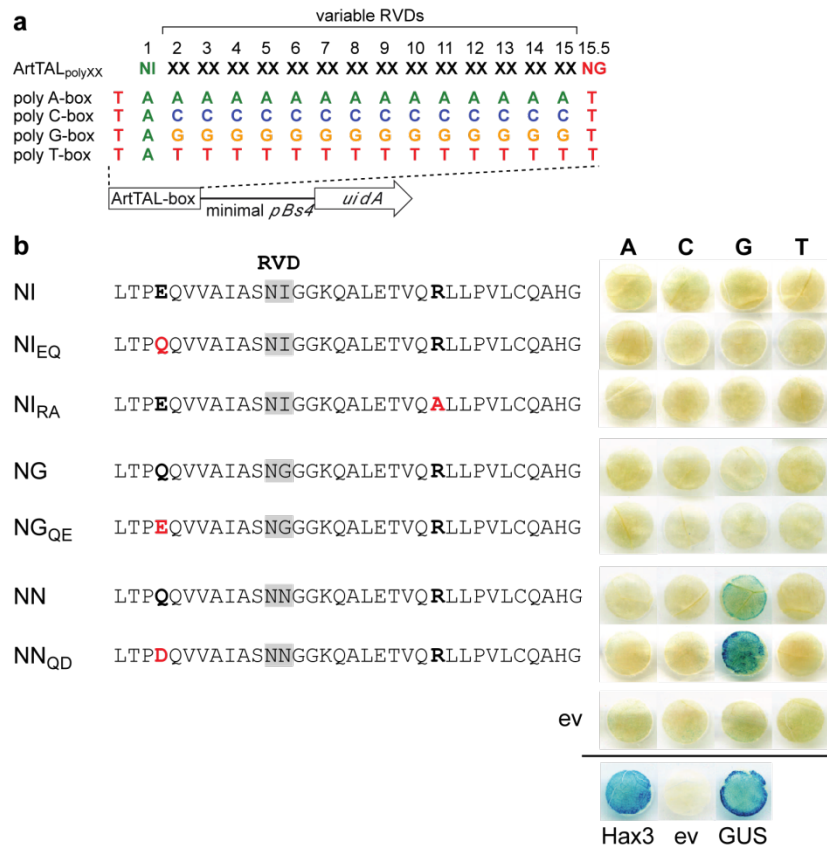 a
variable RVDs
1 2 3 4 5 6 7 8 9 10 11 12 13 14 15 15.5
ArtTALpolyXX NI XX XX XX XX XX XX XX XX XX XX XX XX XX XX NG
poly A-box T A A A A A A A A A A A A A A A T
poly C-box T A C C C C C C C C C C C C C C T
poly G-box T A G G G G G G G G G G G G G G T
poly T-box T A T T T T T T T T T T T T T T T
ArtTAL-box minimal pBs4 uidA
b
RVD A C G T
NI LTPEQVVAIASNIGGKQALETVQRLLPVLCQAHG
NIEQ LTPQQVVAIASNIGGKQALETVQRLLPVLCQAHG
NIRA LTPEQVVAIASNIGGKQALETVQALLPVLCQAHG
NG LTPQQVVAIASNGGGKQALETVQRLLPVLCQAHG
NGQE LTPEQVVAIASNGGGKQALETVQRLLPVLCQAHG
NN LTPQQVVAIASNNGGKQALETVQRLLPVLCQAHG
NNQD LTPDQVVAIASNNGGKQALETVQRLLPVLCQAHG
ev
Hax3 ev GUS